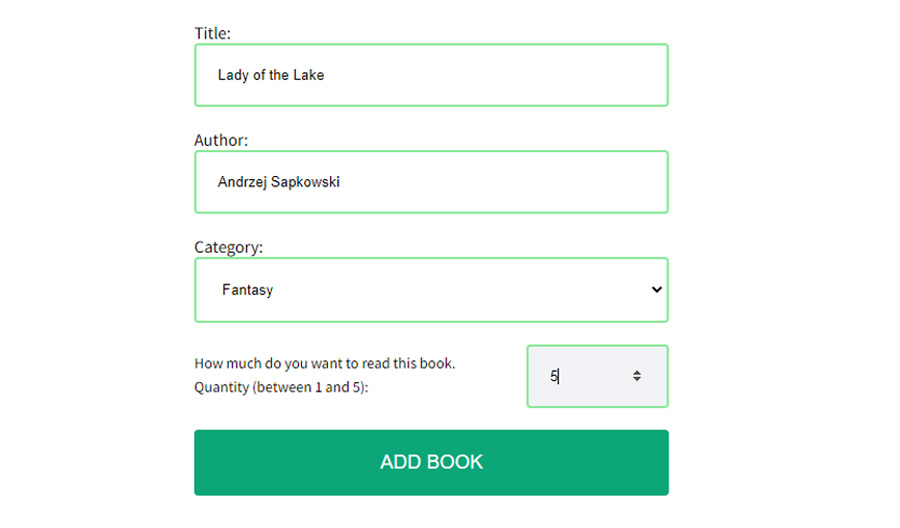 Title:
Lady of the Lake
Author:
Andrzej Sapkowski
Category:
Fantasy
How much do you want to read this book.
Quantity (between 1 and 5):
5
ADD BOOK